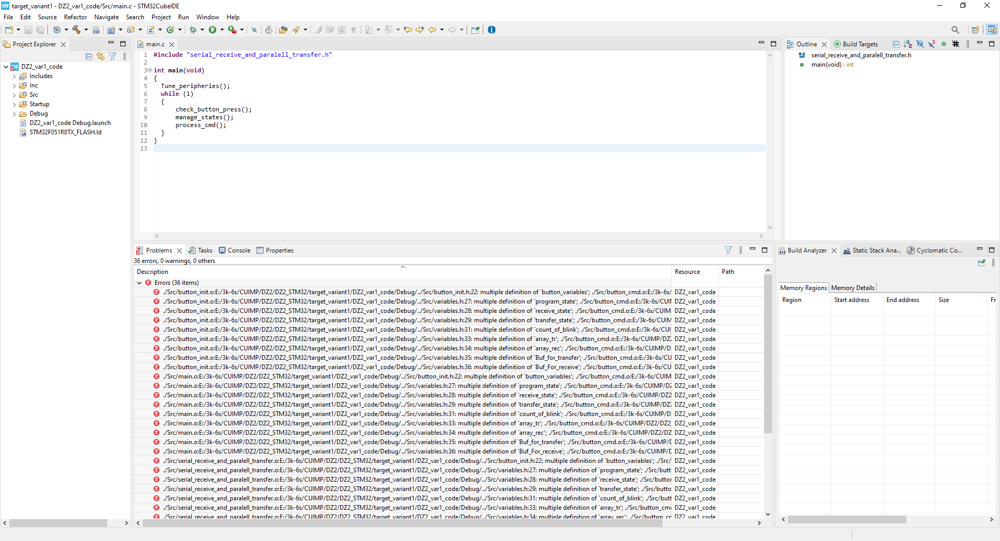 IDE target_variant1 - DZ2_var1_code/Src/main.c - STM32CubeIDE
File Edit Source Refactor Navigate Search Project Run Window Help
Project Explorer
DZ2_var1_code
Includes
Inc
Src
Startup
Debug
DZ2_var1_code Debug.launch
STM32F051R8TX_FLASH.ld
main.c
1 #include "serial_receive_and_paralell_transfer.h"
2
3 int main(void)
4 {
5 Tune_peripheries();
6 while (1)
7 {
8 check_button_press();
9 manage_states();
10 process_cmd();
11 }
12 }
13
Outline Build Targets
serial_receive_and_paralell_transfer.h
main(void) : int
Problems Tasks Console Properties
36 errors, 0 warnings, 0 others
Description Resource Path
Errors (36 items)
./Src/button_init.o:E:/3k-6s/CUIMP/DZ2/DZ2_STM32/target_variant1/DZ2_var1_code/Debug/../Src/button_init.h:22: multiple definition of `button_variables'; ./Src/button_cmd.o:E:/3k-6s/ DZ2_var1_code
./Src/button_init.o:E:/3k-6s/CUIMP/DZ2/DZ2_STM32/target_variant1/DZ2_var1_code/Debug/../Src/variables.h:27: multiple definition of `program_state'; ./Src/button_cmd.o:E:/3k-6s/CUI DZ2_var1_code
./Src/button_init.o:E:/3k-6s/CUIMP/DZ2/DZ2_STM32/target_variant1/DZ2_var1_code/Debug/../Src/variables.h:28: multiple definition of `receive_state'; ./Src/button_cmd.o:E:/3k-6s/CUIM DZ2_var1_code
./Src/button_init.o:E:/3k-6s/CUIMP/DZ2/DZ2_STM32/target_variant1/DZ2_var1_code/Debug/../Src/variables.h:29: multiple definition of `transfer_state'; ./Src/button_cmd.o:E:/3k-6s/CUIM DZ2_var1_code
./Src/button_init.o:E:/3k-6s/CUIMP/DZ2/DZ2_STM32/target_variant1/DZ2_var1_code/Debug/../Src/variables.h:31: multiple definition of `count_of_blink'; ./Src/button_cmd.o:E:/3k-6s/CUI DZ2_var1_code
./Src/button_init.o:E:/3k-6s/CUIMP/DZ2/DZ2_STM32/target_variant1/DZ2_var1_code/Debug/../Src/variables.h:33: multiple definition of `array_tr'; ./Src/button_cmd.o:E:/3k-6s/CUIMP/DZ2 DZ2_var1_code
./Src/button_init.o:E:/3k-6s/CUIMP/DZ2/DZ2_STM32/target_variant1/DZ2_var1_code/Debug/../Src/variables.h:34: multiple definition of `array_rec'; ./Src/button_cmd.o:E:/3k-6s/CUIMP/D DZ2_var1_code
./Src/button_init.o:E:/3k-6s/CUIMP/DZ2/DZ2_STM32/target_variant1/DZ2_var1_code/Debug/../Src/variables.h:35: multiple definition of `Buf_for_transfer'; ./Src/button_cmd.o:E:/3k-6s/CU DZ2_var1_code
./Src/button_init.o:E:/3k-6s/CUIMP/DZ2/DZ2_STM32/target_variant1/DZ2_var1_code/Debug/../Src/variables.h:36: multiple definition of `Buf_For_receive'; ./Src/button_cmd.o:E:/3k-6s/CU DZ2_var1_code
./Src/main.o:E:/3k-6s/CUIMP/DZ2/DZ2_STM32/target_variant1/DZ2_var1_code/Debug/../Src/button_init.h:22: multiple definition of `button_variables'; ./Src/button_cmd.o:E:/3k-6s/CUIM DZ2_var1_code
./Src/main.o:E:/3k-6s/CUIMP/DZ2/DZ2_STM32/target_variant1/DZ2_var1_code/Debug/../Src/variables.h:27: multiple definition of `program_state'; ./Src/button_cmd.o:E:/3k-6s/CUIMP/DZ DZ2_var1_code
./Src/main.o:E:/3k-6s/CUIMP/DZ2/DZ2_STM32/target_variant1/DZ2_var1_code/Debug/../Src/variables.h:28: multiple definition of `receive_state'; ./Src/button_cmd.o:E:/3k-6s/CUIMP/DZ2 DZ2_var1_code
./Src/main.o:E:/3k-6s/CUIMP/DZ2/DZ2_STM32/target_variant1/DZ2_var1_code/Debug/../Src/variables.h:29: multiple definition of `transfer_state'; ./Src/button_cmd.o:E:/3k-6s/CUIMP/DZ2 DZ2_var1_code
./Src/main.o:E:/3k-6s/CUIMP/DZ2/DZ2_STM32/target_variant1/DZ2_var1_code/Debug/../Src/variables.h:31: multiple definition of `count_of_blink'; ./Src/button_cmd.o:E:/3k-6s/CUIMP/D DZ2_var1_code
./Src/main.o:E:/3k-6s/CUIMP/DZ2/DZ2_STM32/target_variant1/DZ2_var1_code/Debug/../Src/variables.h:33: multiple definition of `array_tr'; ./Src/button_cmd.o:E:/3k-6s/CUIMP/DZ2/DZ2_ DZ2_var1_code
./Src/main.o:E:/3k-6s/CUIMP/DZ2/DZ2_STM32/target_variant1/DZ2_var1_code/Debug/../Src/variables.h:34: multiple definition of `array_rec'; ./Src/button_cmd.o:E:/3k-6s/CUIMP/DZ2/DZ DZ2_var1_code
./Src/main.o:E:/3k-6s/CUIMP/DZ2/DZ2_STM32/target_variant1/DZ2_var1_code/Debug/../Src/variables.h:35: multiple definition of `Buf_for_transfer'; ./Src/button_cmd.o:E:/3k-6s/CUIMP/ DZ2_var1_code
./Src/main.o:E:/3k-6s/CUIMP/DZ2/DZ2_STM32/target_variant1/DZ2_var1_code/Debug/../Src/variables.h:36: multiple definition of `Buf_For_receive'; ./Src/button_cmd.o:E:/3k-6s/CUIMP/D DZ2_var1_code
./Src/serial_receive_and_paralell_transfer.o:E:/3k-6s/CUIMP/DZ2/DZ2_STM32/target_variant1/DZ2_var1_code/Debug/../Src/button_init.h:22: multiple definition of `button_variables'; ./Src/ DZ2_var1_code
./Src/serial_receive_and_paralell_transfer.o:E:/3k-6s/CUIMP/DZ2/DZ2_STM32/target_variant1/DZ2_var1_code/Debug/../Src/variables.h:27: multiple definition of `program_state'; ./Src/butt DZ2_var1_code
./Src/serial_receive_and_paralell_transfer.o:E:/3k-6s/CUIMP/DZ2/DZ2_STM32/target_variant1/DZ2_var1_code/Debug/../Src/variables.h:28: multiple definition of `receive_state'; ./Src/button DZ2_var1_code
./Src/serial_receive_and_paralell_transfer.o:E:/3k-6s/CUIMP/DZ2/DZ2_STM32/target_variant1/DZ2_var1_code/Debug/../Src/variables.h:29: multiple definition of `transfer_state'; ./Src/butto DZ2_var1_code
./Src/serial_receive_and_paralell_transfer.o:E:/3k-6s/CUIMP/DZ2/DZ2_STM32/target_variant1/DZ2_var1_code/Debug/../Src/variables.h:31: multiple definition of `count_of_blink'; ./Src/butt DZ2_var1_code
./Src/serial_receive_and_paralell_transfer.o:E:/3k-6s/CUIMP/DZ2/DZ2_STM32/target_variant1/DZ2_var1_code/Debug/../Src/variables.h:33: multiple definition of `array_tr'; ./Src/button_cm DZ2_var1_code
./Src/serial_receive_and_paralell_transfer.o:E:/3k-6s/CUIMP/DZ2/DZ2_STM32/target_variant1/DZ2_var1_code/Debug/../Src/variables.h:34: multiple definition of `array_rec'; ./Src/button_c DZ2_var1_code
Build Analyzer Static Stack Ana... Cyclomatic Co...
Memory Regions Memory Details
Region Start address End address Size Fr